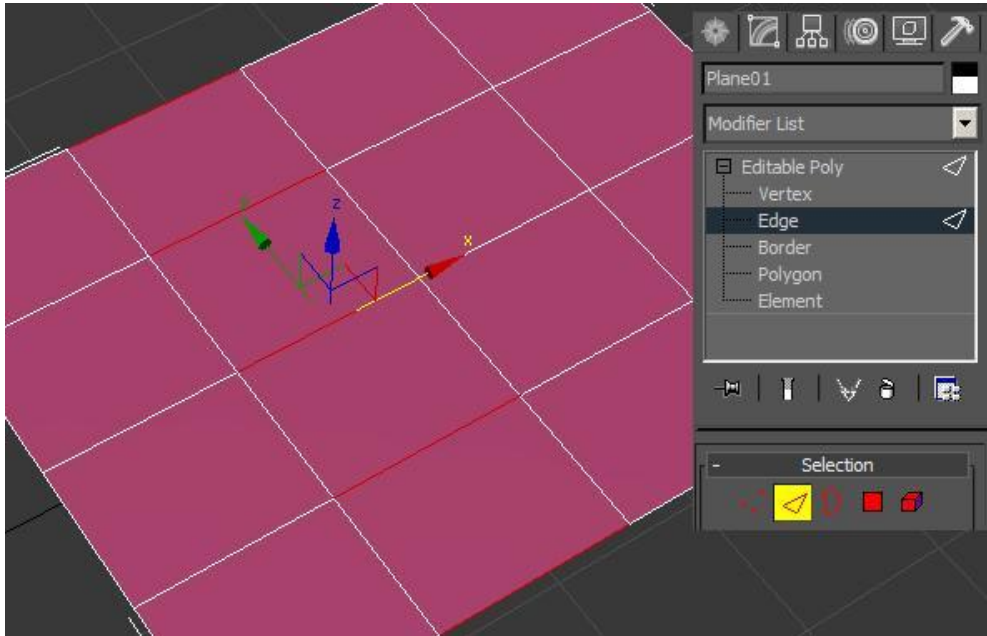 z
x
Plane01
Modifier List
Editable Poly
Vertex
Edge
Border
Polygon
Element
- Selection